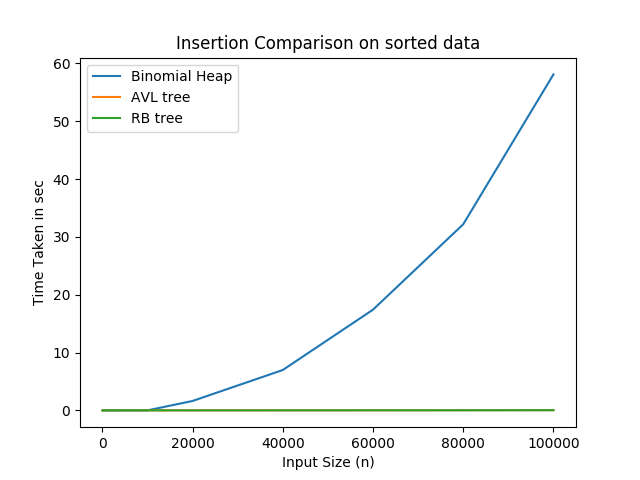 Insertion Comparison on sorted data
Binomial Heap
AVL tree
RB tree
Time Taken in sec
60
50
40
30
20
10
0
0 20000 40000 60000 80000 100000
Input Size (n)